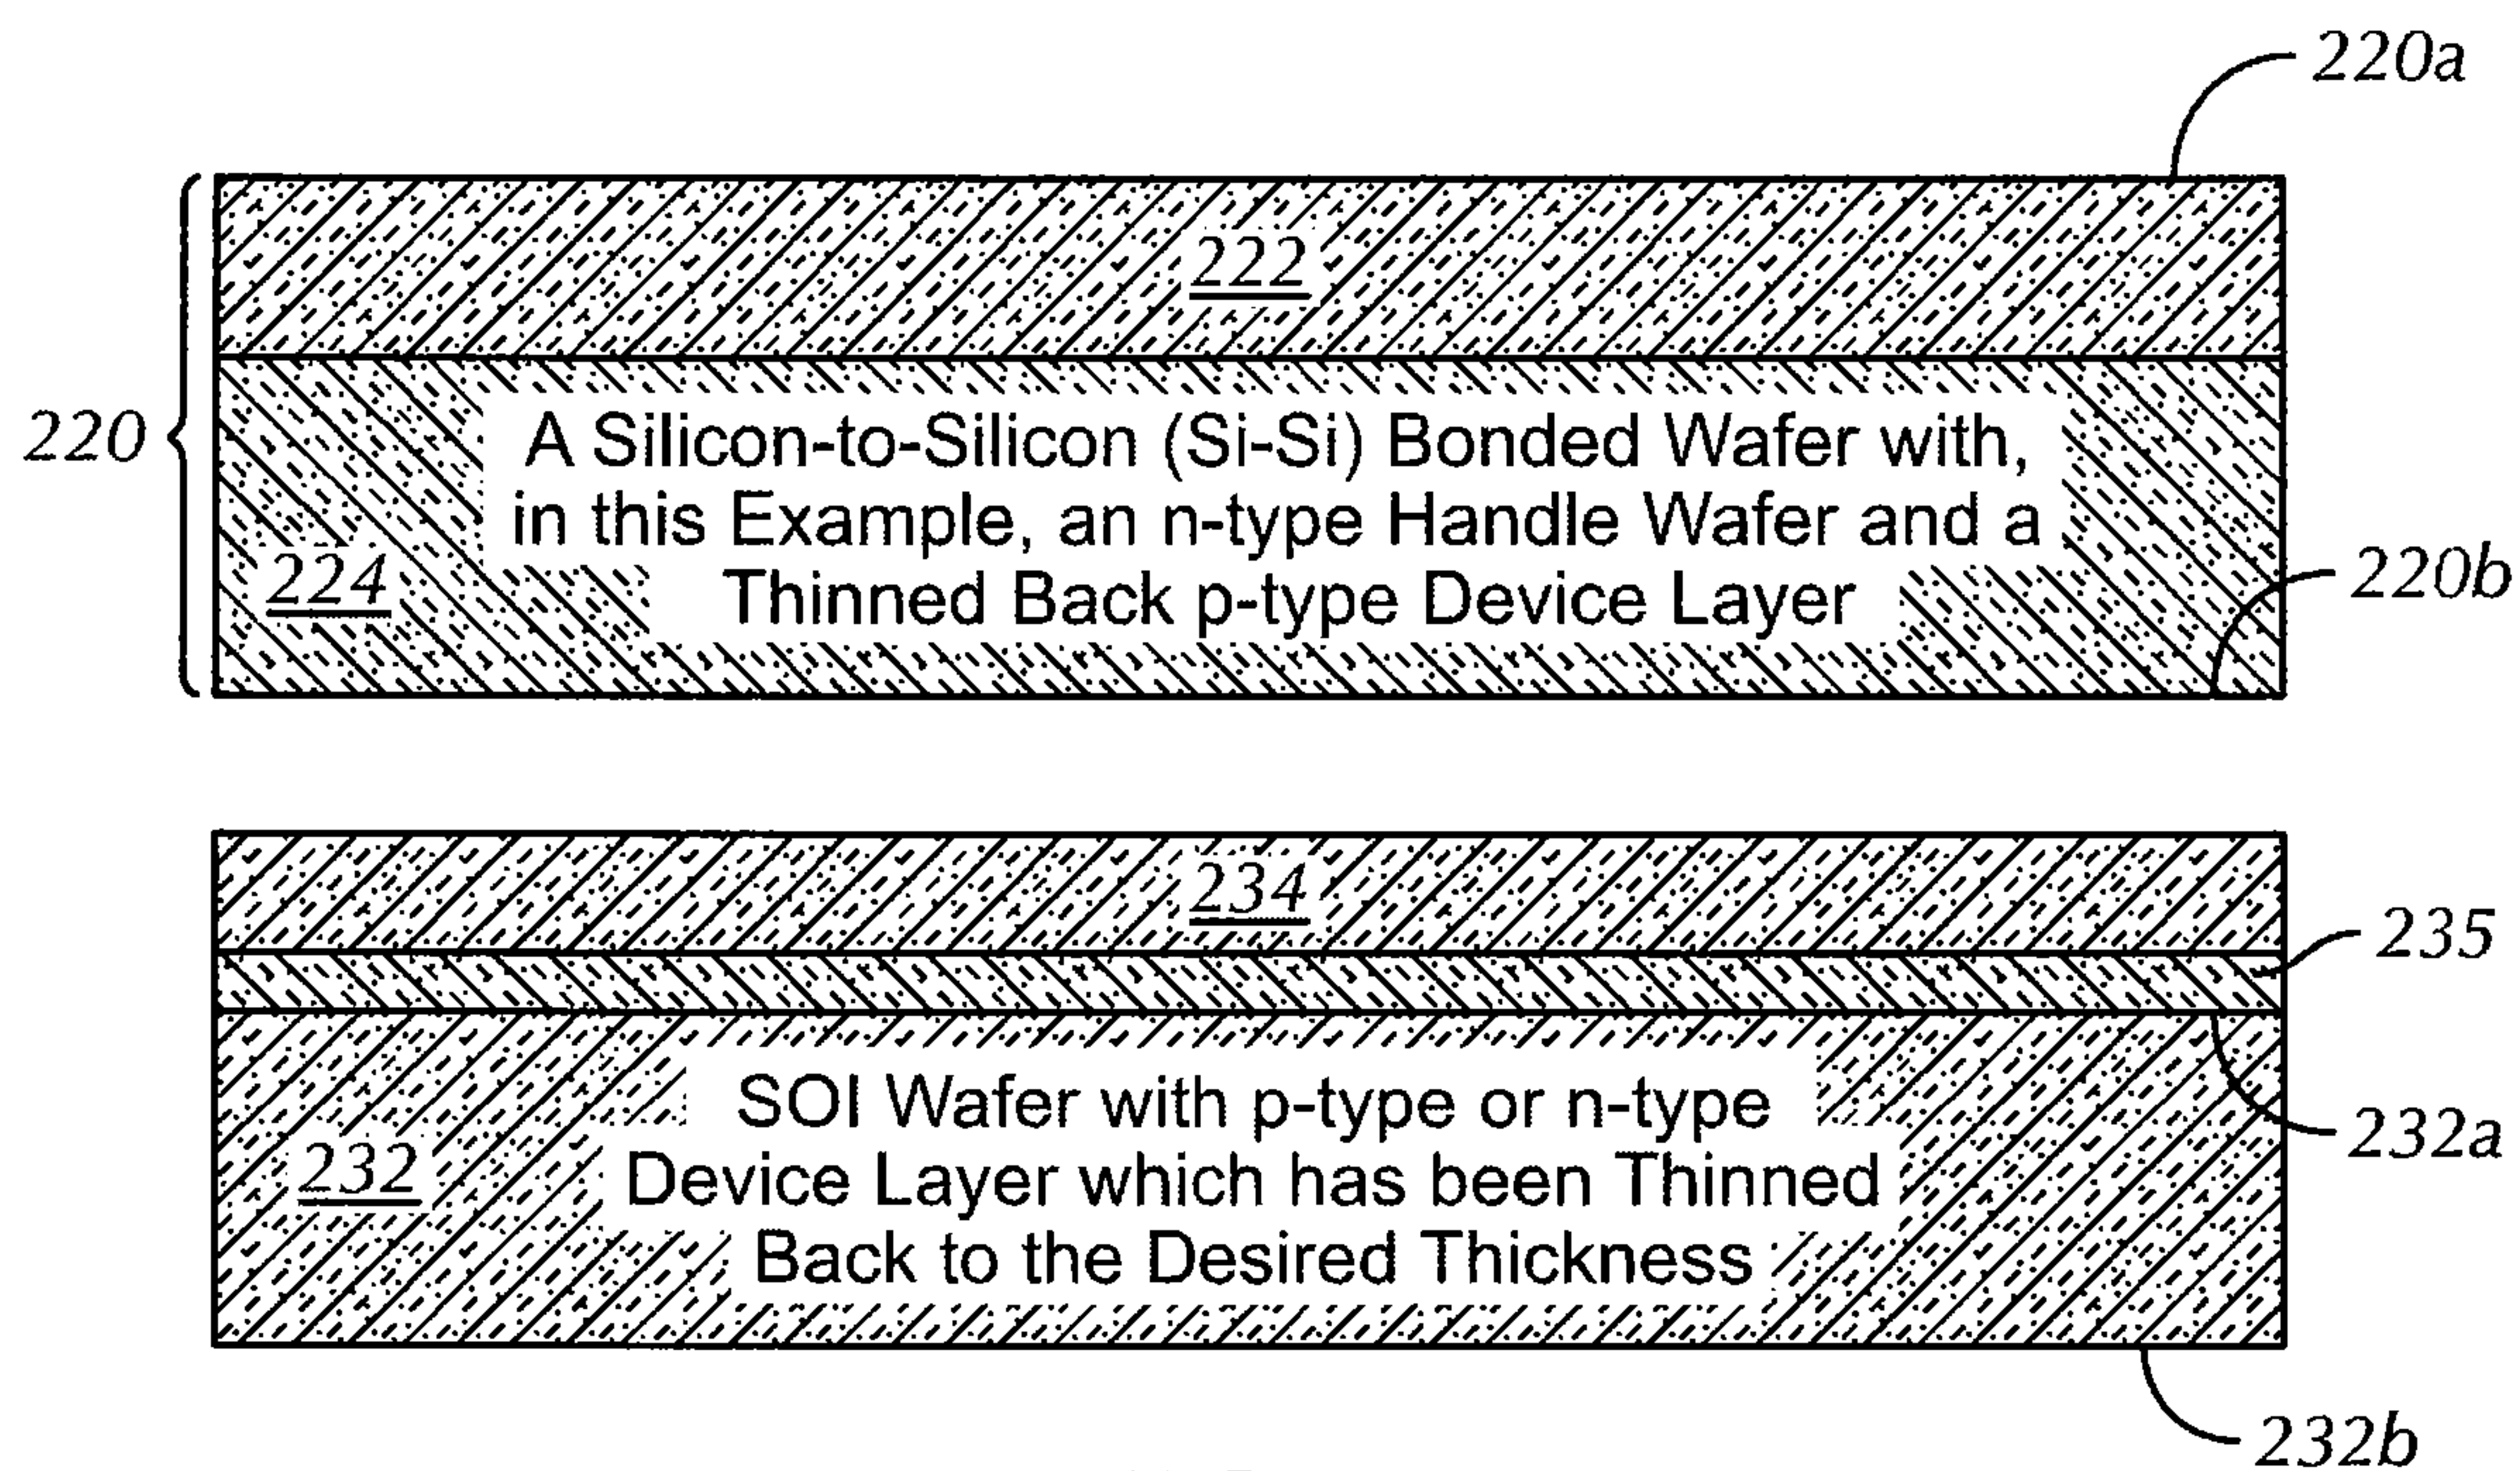 220a
222
220
A Silicon-to-Silicon (Si-Si) Bonded Wafer with,
in this Example, an n-type Handle Wafer and a
Thinned Back p-type Device Layer
224
220b
234
235
SOI Wafer with p-type or n-type
Device Layer which has been Thinned
Back to the Desired Thickness
232
232a
232b